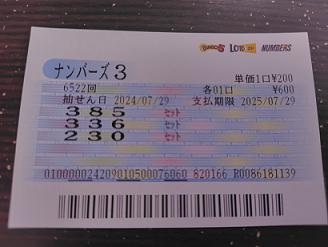 BINGO5 LOTO NUMBERS
ナンバーズ3
単価1口¥200
6522回 各01口 ¥600
抽せん日 2024/07/29 支払期限 2025/07/29
385 セット
336 セット
230 セット
010000024209010500076060 820166 R0086181139